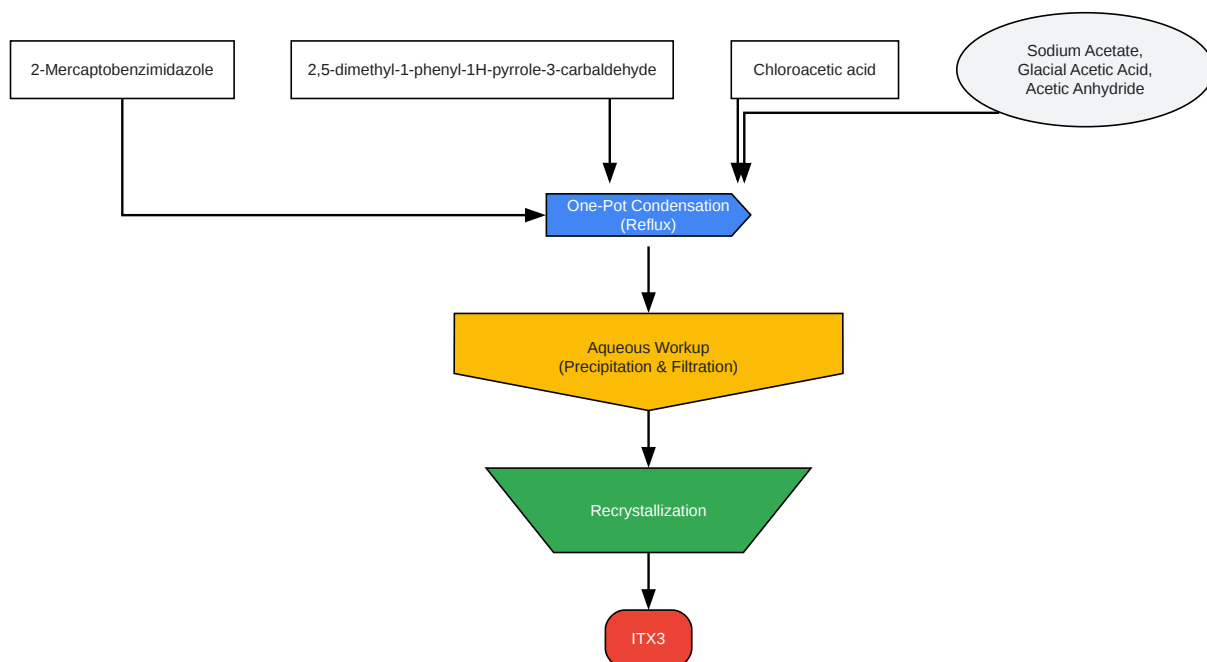 2-Mercaptobenzimidazole
2,5-dimethyl-1-phenyl-1H-pyrrole-3-carbaldehyde
Chloroacetic acid
Sodium Acetate,
Glacial Acetic Acid,
Acetic Anhydride
One-Pot Condensation
(Reflux)
Aqueous Workup
(Precipitation & Filtration)
Recrystallization
ITX3